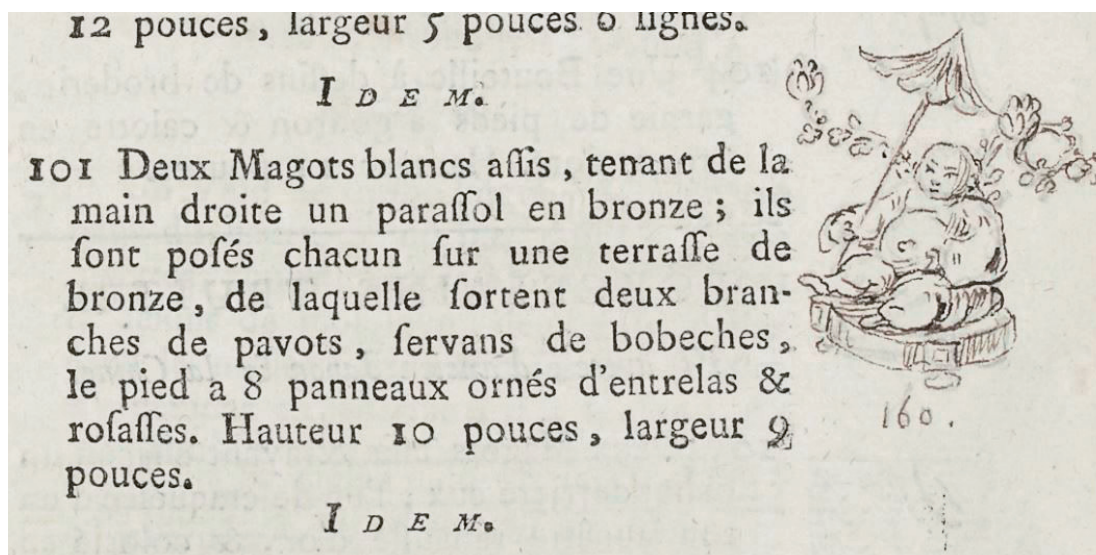 12 pouces, largeur 5 pouces 6 lignes.
IDEM.
101 Deux Magots blancs aſſis, tenant de la
main droite un paraſſol en bronze; ils
ſont poſés chacun ſur une terraſſe de
bronze, de laquelle ſortent deux bran-
ches de pavots, ſervans de bobeches,
le pied a 8 panneaux ornés d'entrelas &
roſaſſes. Hauteur 10 pouces, largeur 9
pouces.
160.
IDEM.